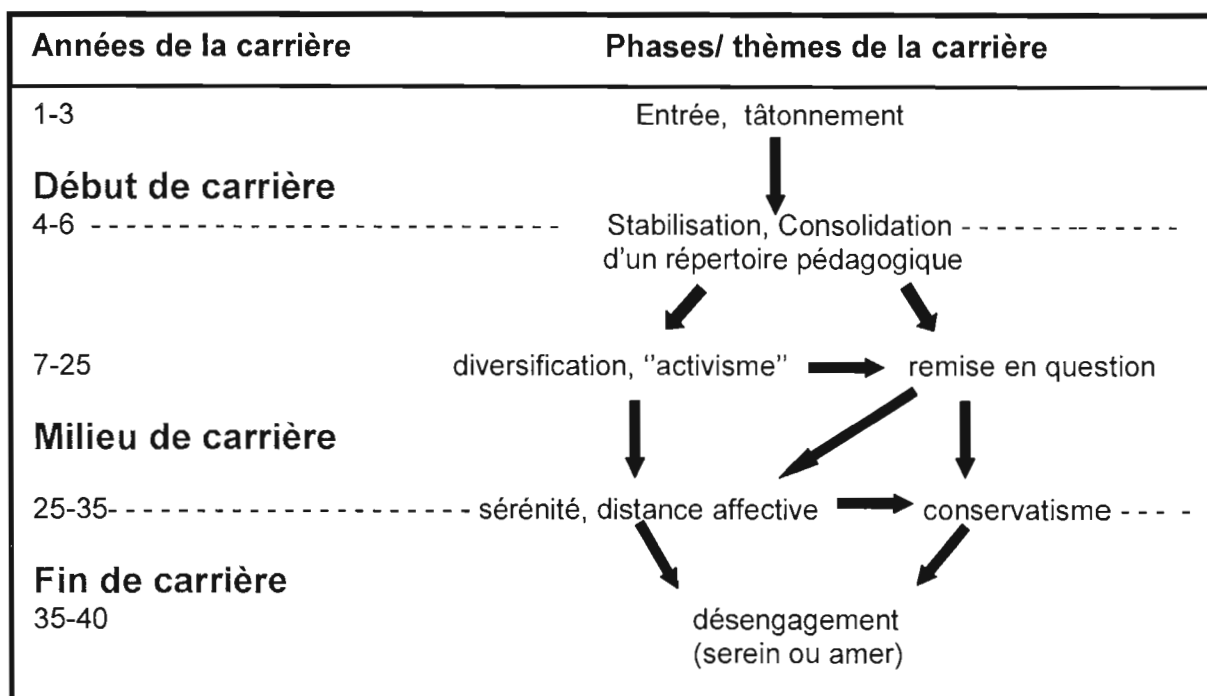 Années de la carrière Phases/ thèmes de la carrière
1-3 Entrée, tâtonnement
Début de carrière
4-6 Stabilisation, Consolidation
d'un répertoire pédagogique
7-25 diversification, "activisme" remise en question
Milieu de carrière
25-35 sérénité, distance affective conservatisme
Fin de carrière
35-40 désengagement
(serein ou amer)